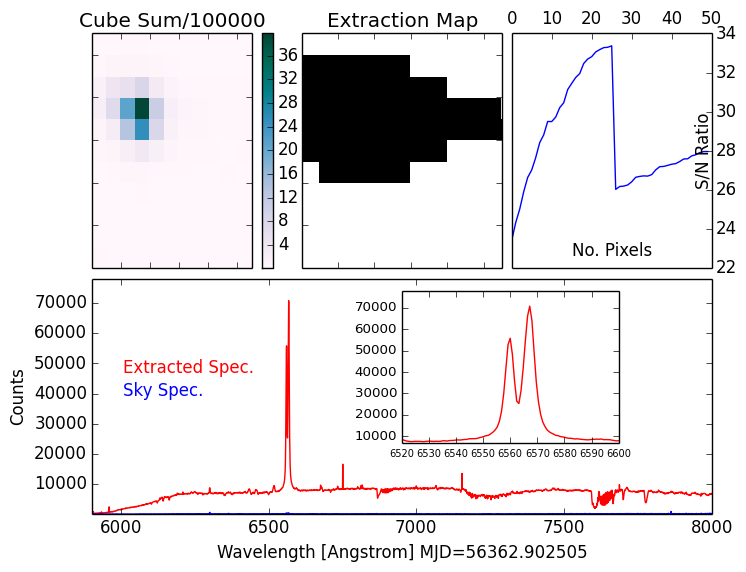 Cube Sum/100000
Extraction Map
0 10 20 30 40 50
36
32
28
24
20
16
12
8
4
34
32
30
28
26
24
22
S/N Ratio
No. Pixels
70000
60000
50000
40000
30000
20000
10000
Counts
Extracted Spec.
Sky Spec.
70000
60000
50000
40000
30000
20000
10000
6520 6530 6540 6550 6560 6570 6580 6590 6600
6000 6500 7000 7500 8000
Wavelength [Angstrom] MJD=56362.902505